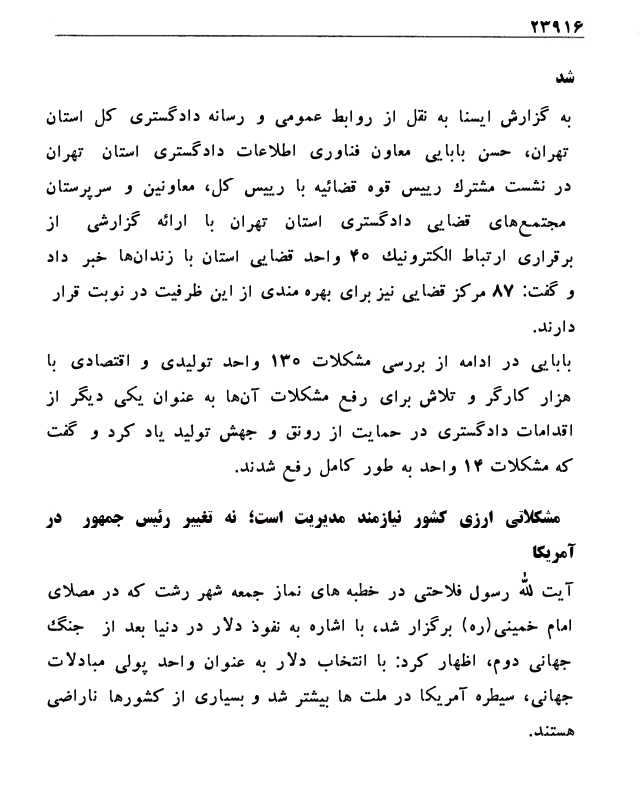 ۲۳۹۱۶
شد
به گزارش ایسنا به نقل از روابط عمومی و رسانه دادگستری کل استان
تهران، حسن بابایی معاون فناوری اطلاعات دادگستری استان تهران
در نشست مشترك رییس قوه قضائیه با رییس کل، معاونین و سرپرستان
مجتمع‌های قضایی دادگستری استان تهران با ارائه گزارشی از
برقراری ارتباط الکترونیك ۴۰ واحد قضایی استان با زندان‌ها خبر داد
و گفت: ۸۷ مرکز قضایی نیز برای بهره مندی از این ظرفیت در نوبت قرار
دارند.
بابایی در ادامه از بررسی مشکلات ۱۳۰ واحد تولیدی و اقتصادی با
هزار کارگر و تلاش برای رفع مشکلات آن‌ها به عنوان یکی دیگر از
اقدامات دادگستری در حمایت از رونق و جهش تولید یاد کرد و گفت
که مشکلات ۱۴ واحد به طور کامل رفع شدند.
مشکلاتی ارزی کشور نیازمند مدیریت است؛ نه تغییر رئیس جمهور در
آمریکا
آیت الله رسول فلاحتی در خطبه های نماز جمعه شهر رشت که در مصلای
امام خمینی(ره) برگزار شد، با اشاره به نفوذ دلار در دنیا بعد از جنگ
جهانی دوم، اظهار کرد: با انتخاب دلار به عنوان واحد پولی مبادلات
جهانی، سیطره آمریکا در ملت ها بیشتر شد و بسیاری از کشورها ناراضی
هستند.